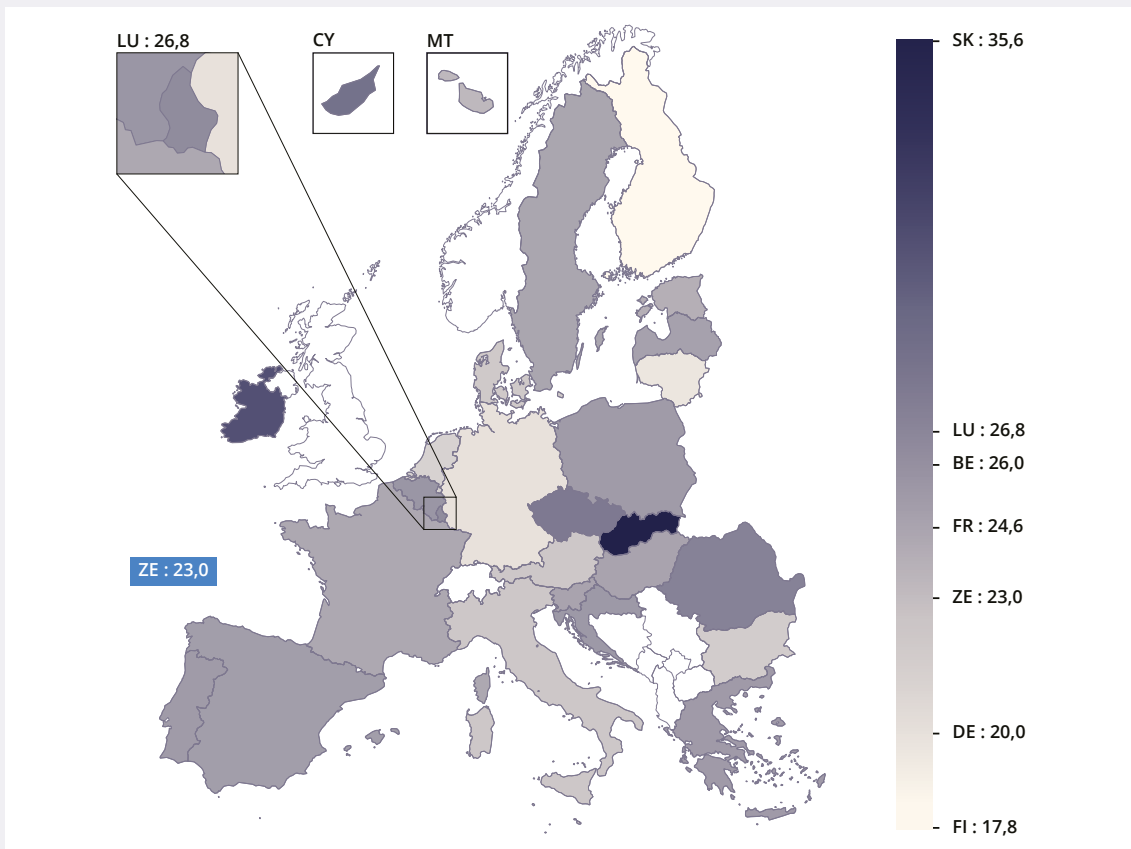 LU : 26,8
CY
MT
SK : 35,6
LU : 26,8
BE : 26,0
FR : 24,6
ZE : 23,0
ZE : 23,0
DE : 20,0
FI : 17,8